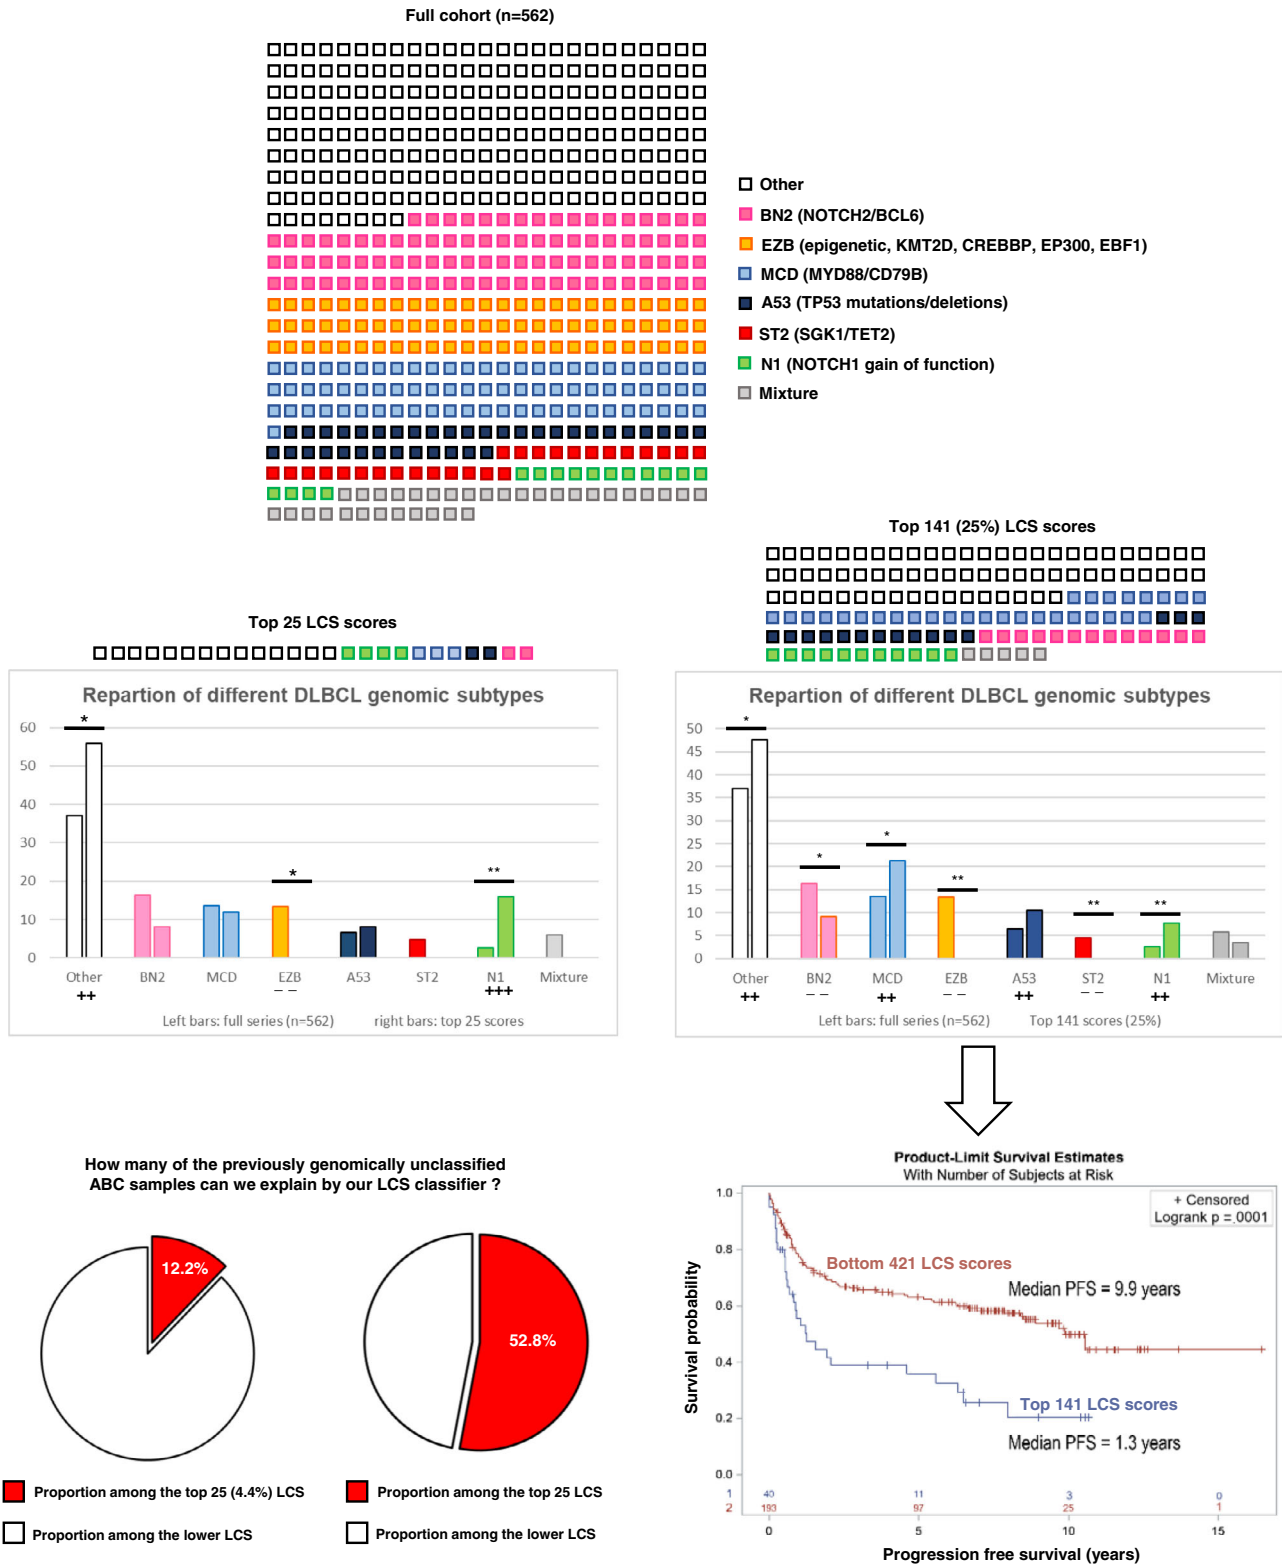 Full cohort (n=562)
Other
BN2 (NOTCH2/BCL6)
EZB (epigenetic, KMT2D, CREBBP, EP300, EBF1)
MCD (MYD88/CD79B)
A53 (TP53 mutations/deletions)
ST2 (SGK1/TET2)
N1 (NOTCH1 gain of function)
Mixture
Top 25 LCS scores
Repartion of different DLBCL genomic subtypes
60
50
40
30
20
10
0
*
*
**
Other BN2 MCD EZB A53 ST2 N1 Mixture
++ – – +++
Left bars: full series (n=562) right bars: top 25 scores
Top 141 (25%) LCS scores
Repartion of different DLBCL genomic subtypes
50
45
40
35
30
25
20
15
10
5
0
*
*
*
**
**
**
Other BN2 MCD EZB A53 ST2 N1 Mixture
++ – – ++ – – ++ – – ++
Left bars: full series (n=562) Top 141 scores (25%)
How many of the previously genomically unclassified
ABC samples can we explain by our LCS classifier ?
12.2%
52.8%
Proportion among the top 25 (4.4%) LCS
Proportion among the lower LCS
Proportion among the top 25 LCS
Proportion among the lower LCS
Product-Limit Survival Estimates
With Number of Subjects at Risk
+ Censored
Logrank p = .0001
Survival probability
1.0
0.8
0.6
0.4
0.2
0.0
Bottom 421 LCS scores
Median PFS = 9.9 years
Top 141 LCS scores
Median PFS = 1.3 years
1 40 11 3 0
2 193 97 25 1
0 5 10 15
Progression free survival (years)